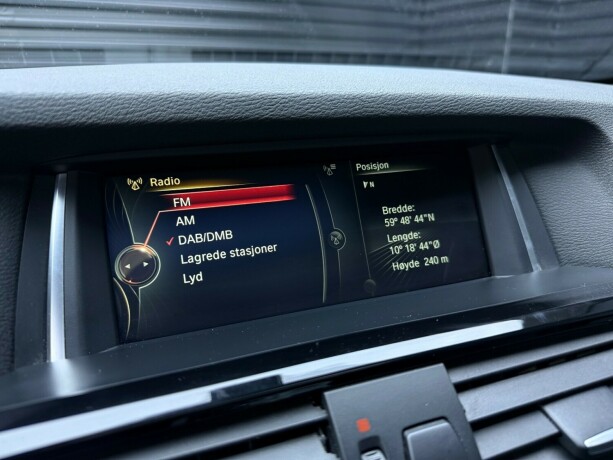 Radio
FM
AM
DAB/DMB
Lagrede stasjoner
Lyd
Posisjon
N
Bredde:
59° 48' 44"N
Lengde:
10° 18' 44"Ø
Høyde 240 m